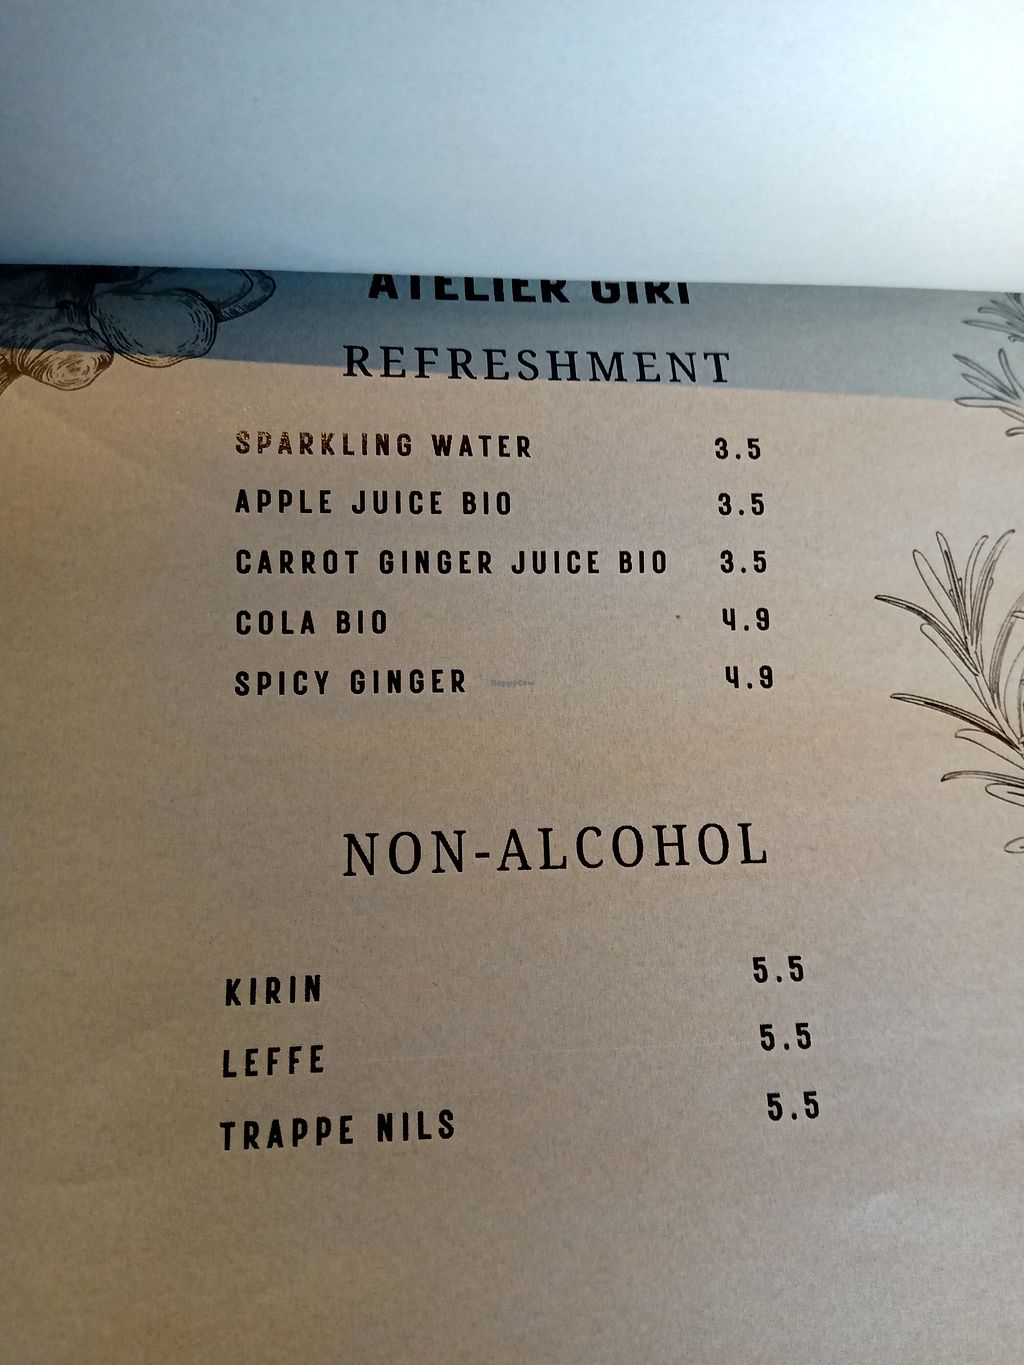 ATELIER GIRI
REFRESHMENT
SPARKLING WATER 3.5
APPLE JUICE BIO 3.5
CARROT GINGER JUICE BIO 3.5
COLA BIO 4.9
SPICY GINGER 4.9
HappyCow
NON-ALCOHOL
KIRIN 5.5
LEFFE 5.5
TRAPPE NILS 5.5